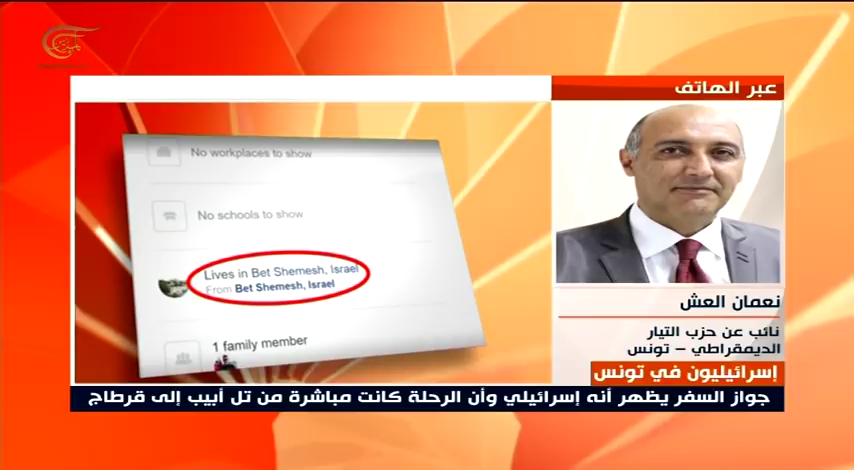 عبر الهاتف
No workplaces to show
No schools to show
Lives in Bet Shemesh, Israel
From Bet Shemesh, Israel
1 family member
نعمان العش
نائب عن حزب التيار
الديمقراطي – تونس
إسرائيليون في تونس
جواز السفر يظهر أنه إسرائيلي وأن الرحلة كانت مباشرة من تل أبيب إلى قرطاج